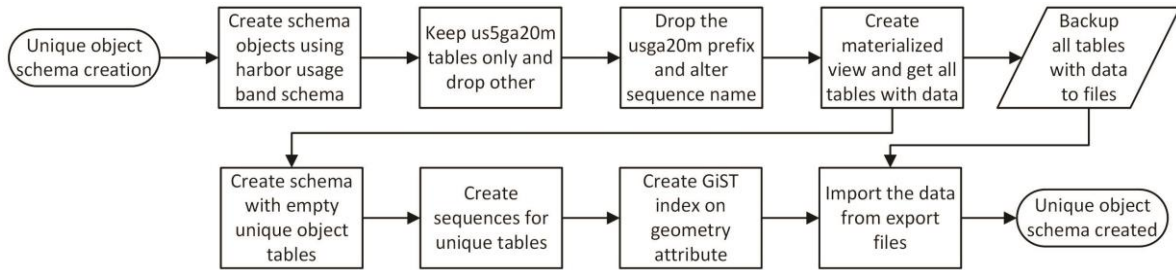 Unique object
schema creation
Create schema
objects using
harbor usage
band schema
Keep us5ga20m
tables only and
drop other
Drop the
usga20m prefix
and alter
sequence name
Create
materialized
view and get all
tables with data
Backup
all tables
with data
to files
Create schema
with empty
unique object
tables
Create
sequences for
unique tables
Create GiST
index on
geometry
attribute
Import the data
from export
files
Unique object
schema created